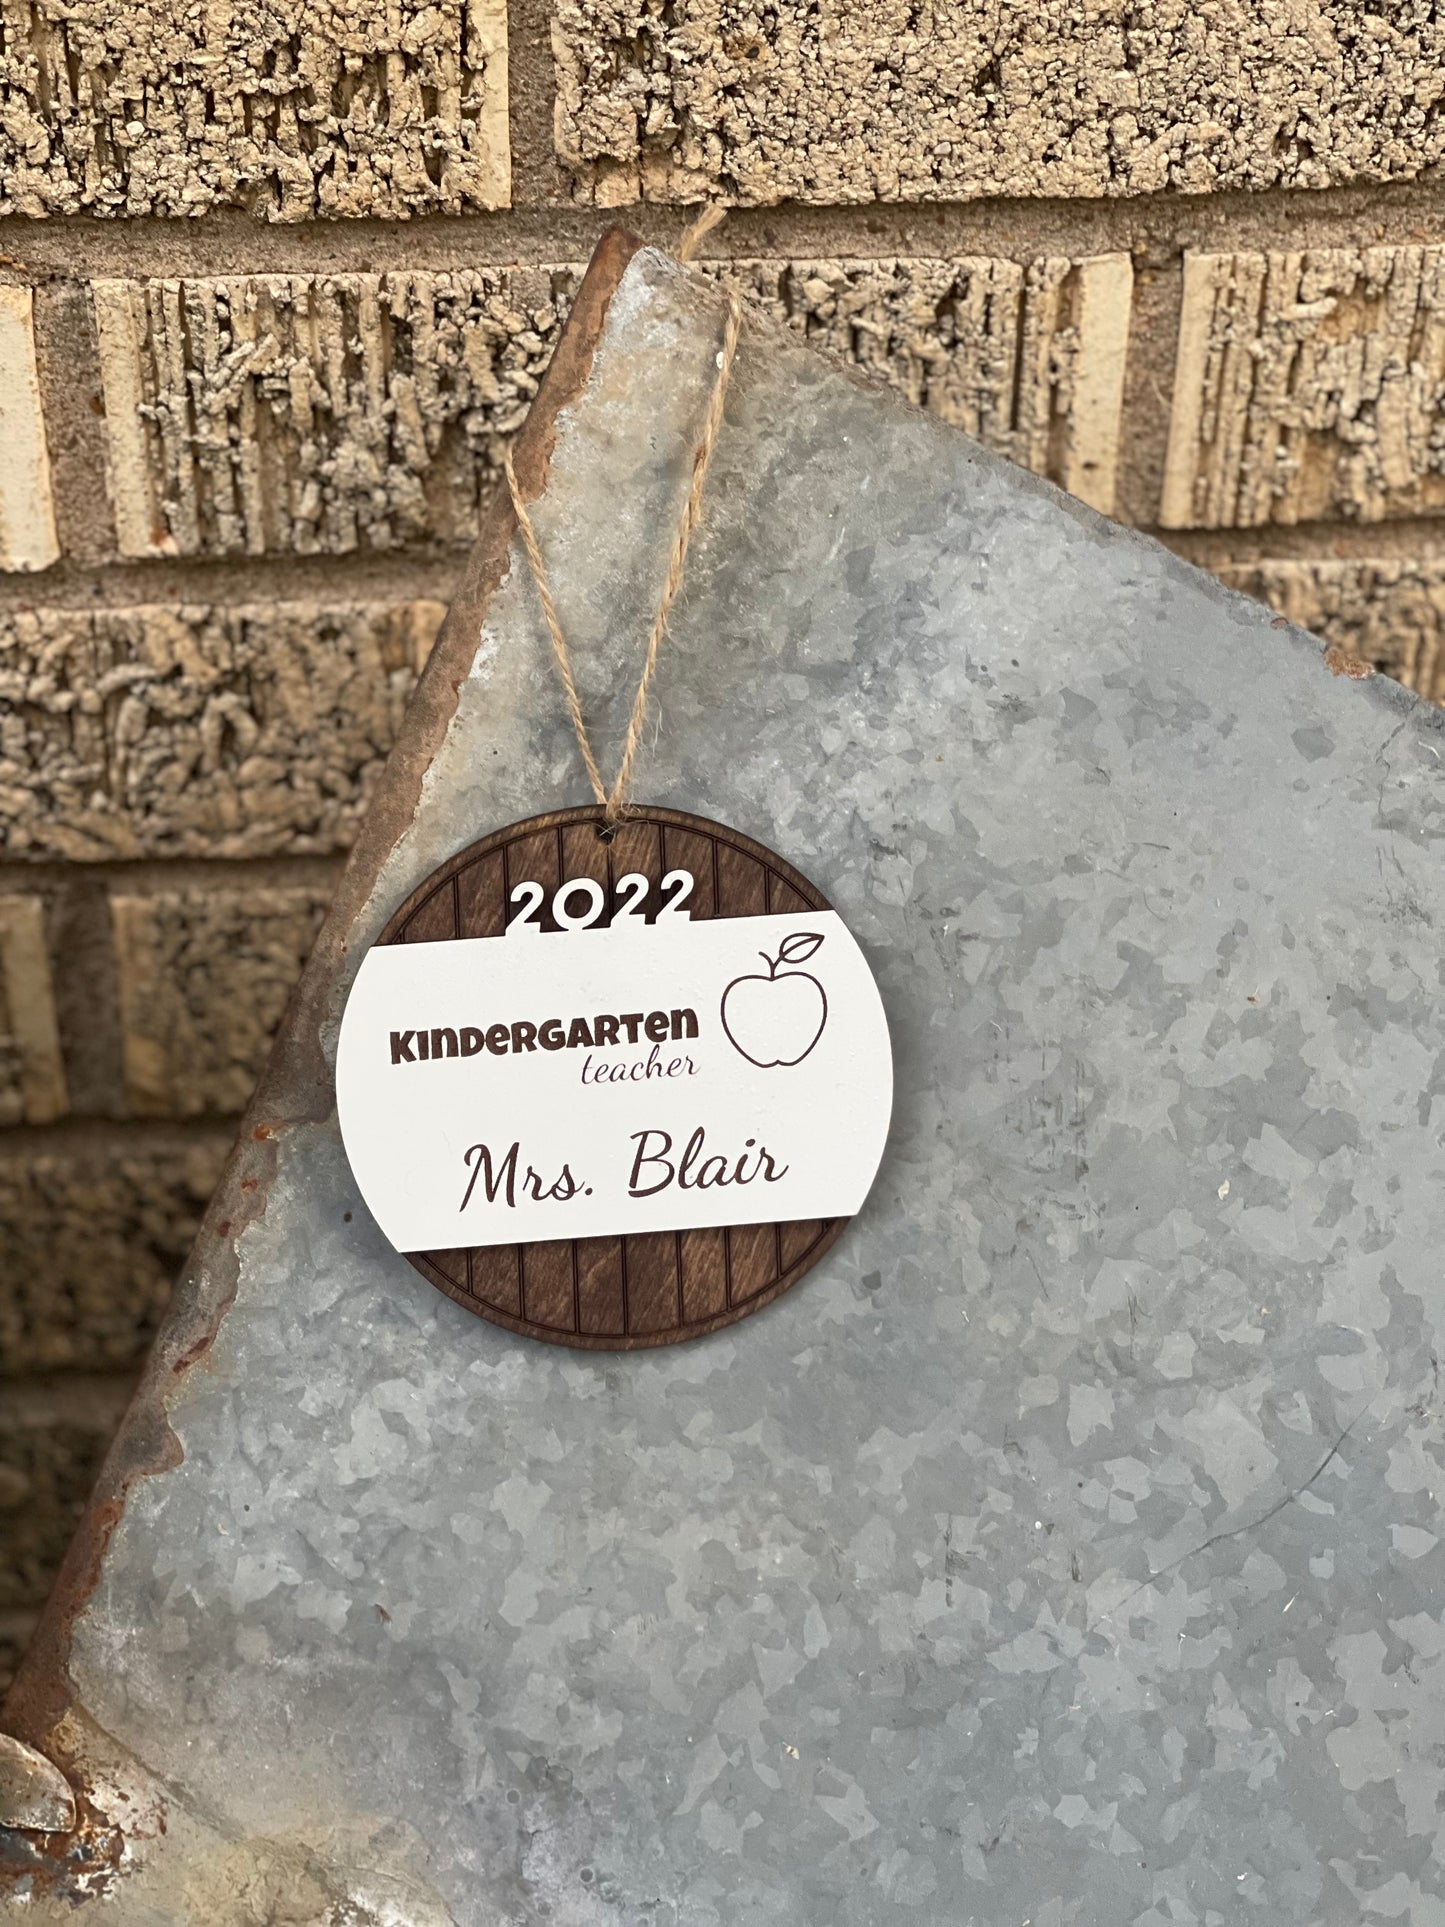 2022
Kindergarten
teacher
Mrs. Blair